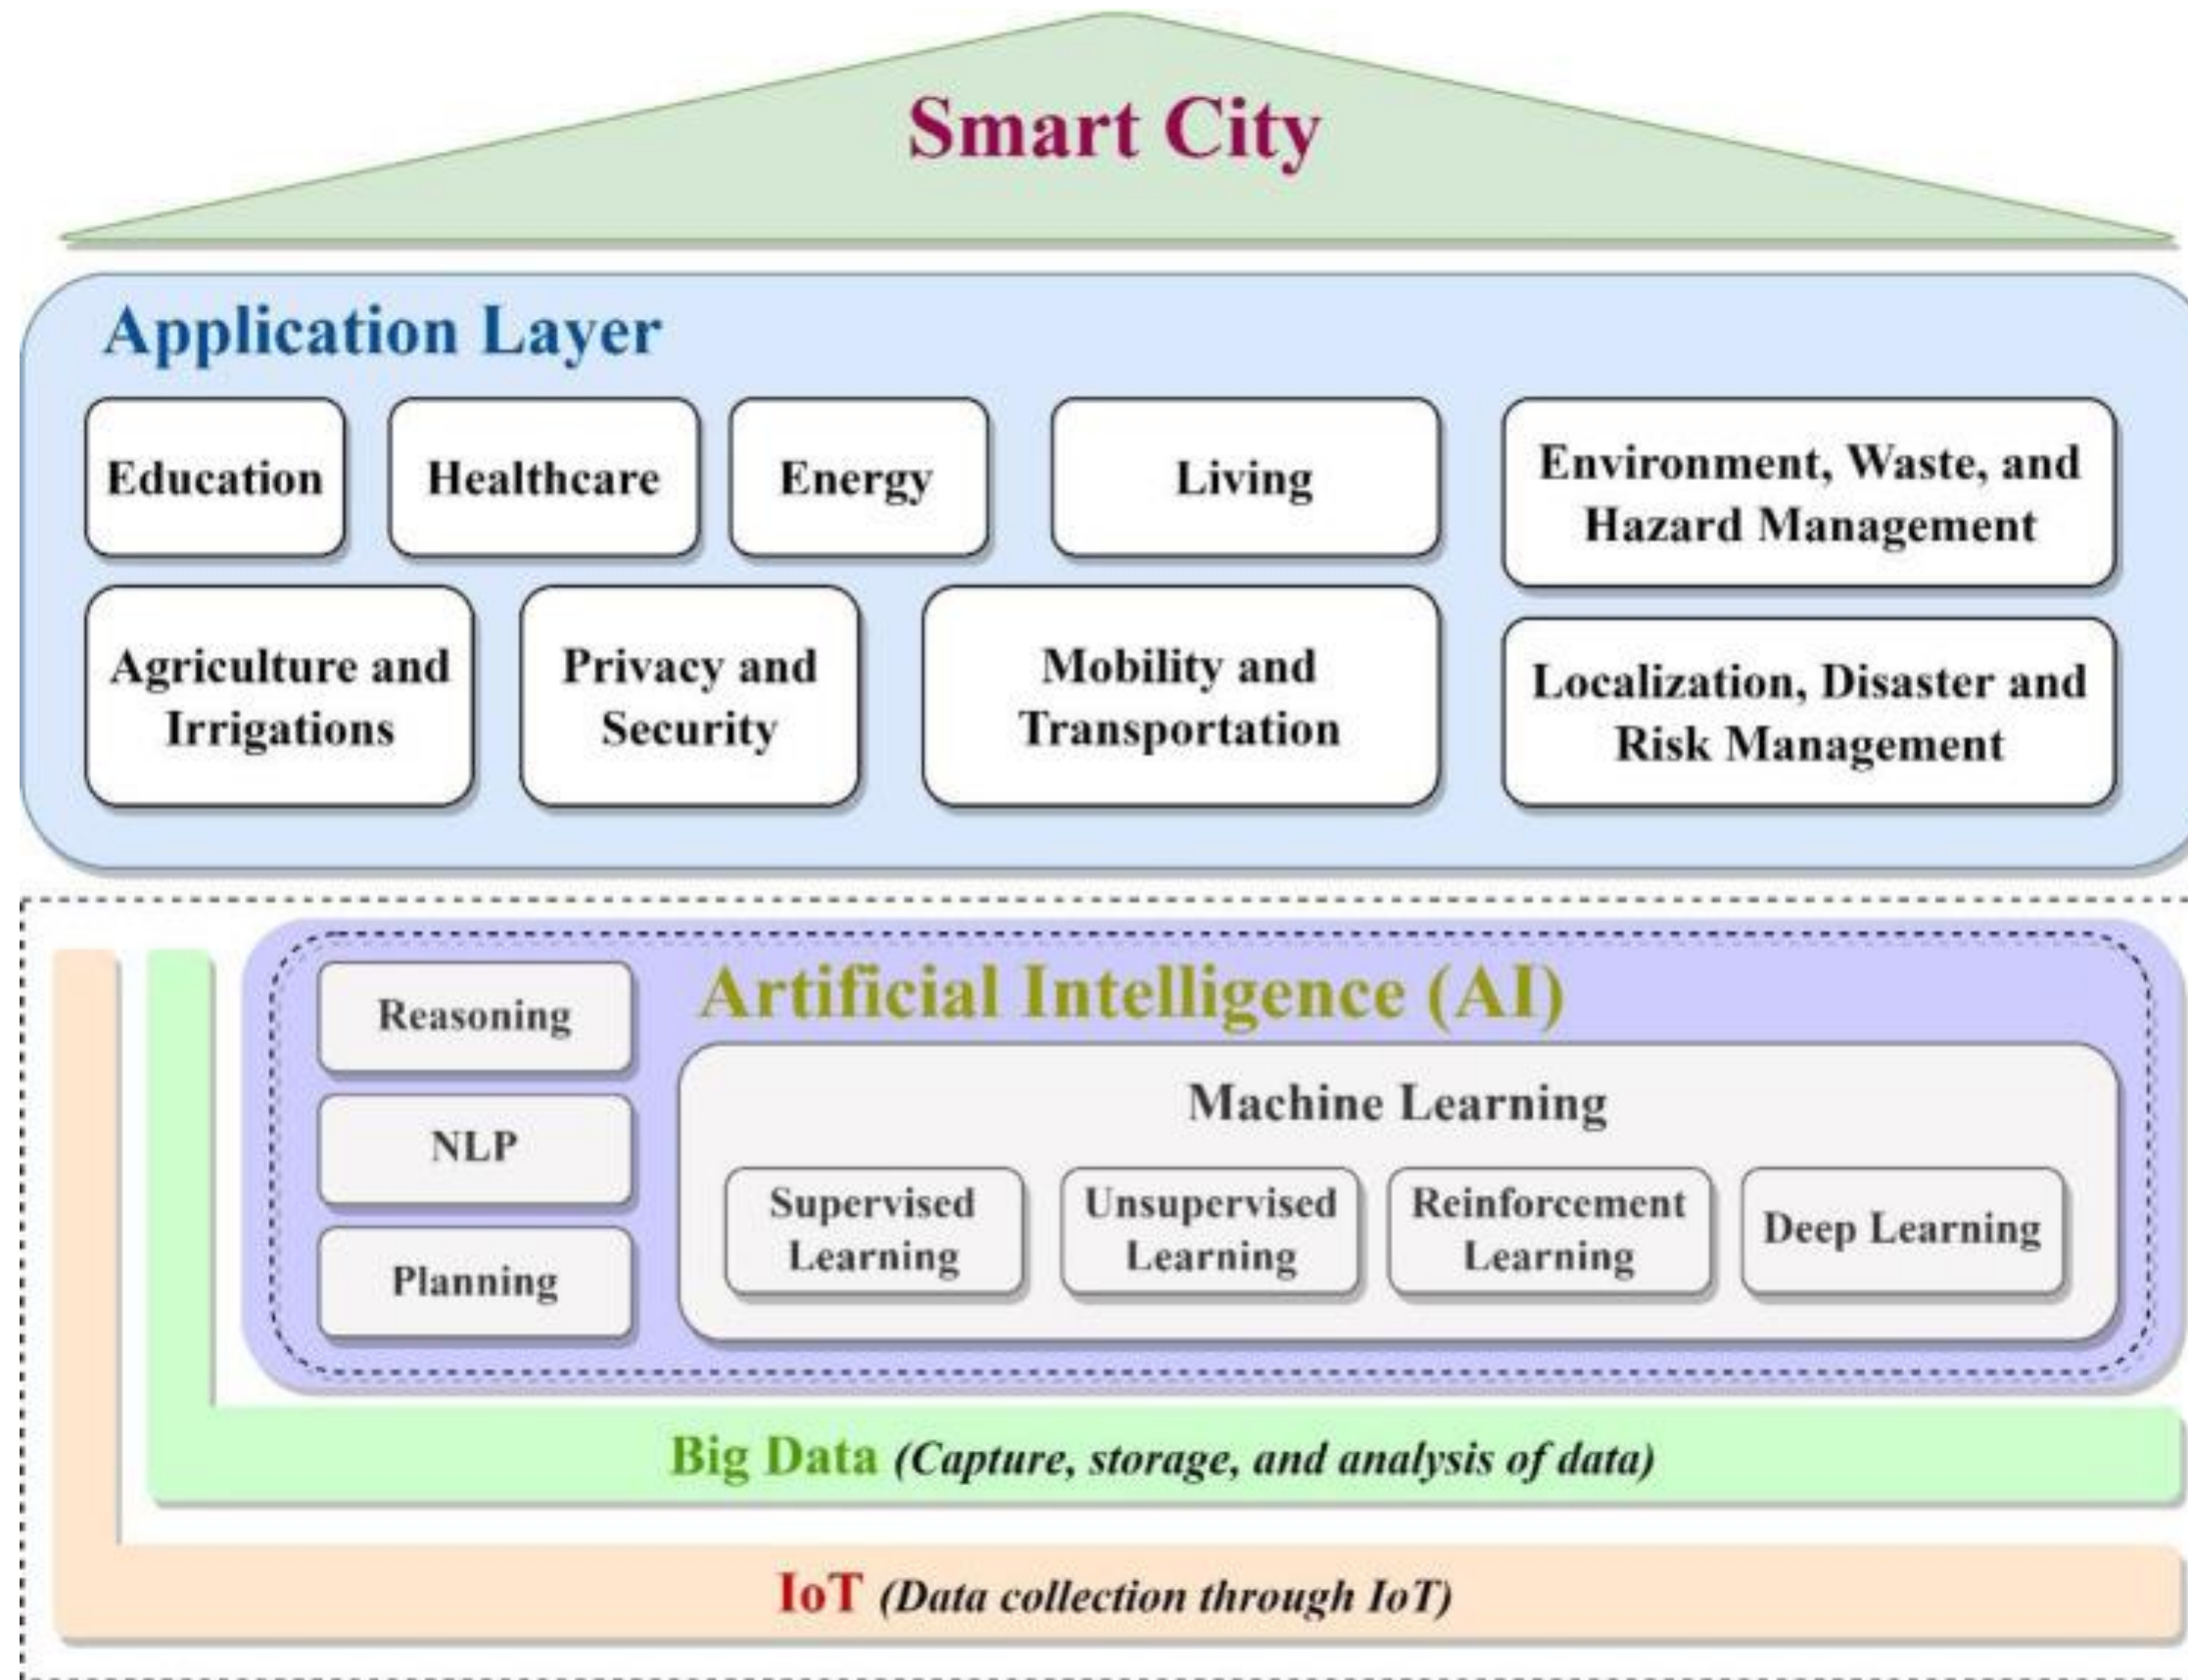 Smart City
Application Layer
Education
Healthcare
Energy
Living
Environment, Waste, and
Hazard Management
Agriculture and
Irrigations
Privacy and
Security
Mobility and
Transportation
Localization, Disaster and
Risk Management
Artificial Intelligence (AI)
Reasoning
NLP
Planning
Machine Learning
Supervised
Learning
Unsupervised
Learning
Reinforcement
Learning
Deep Learning
Big Data (Capture, storage, and analysis of data)
IoT (Data collection through IoT)